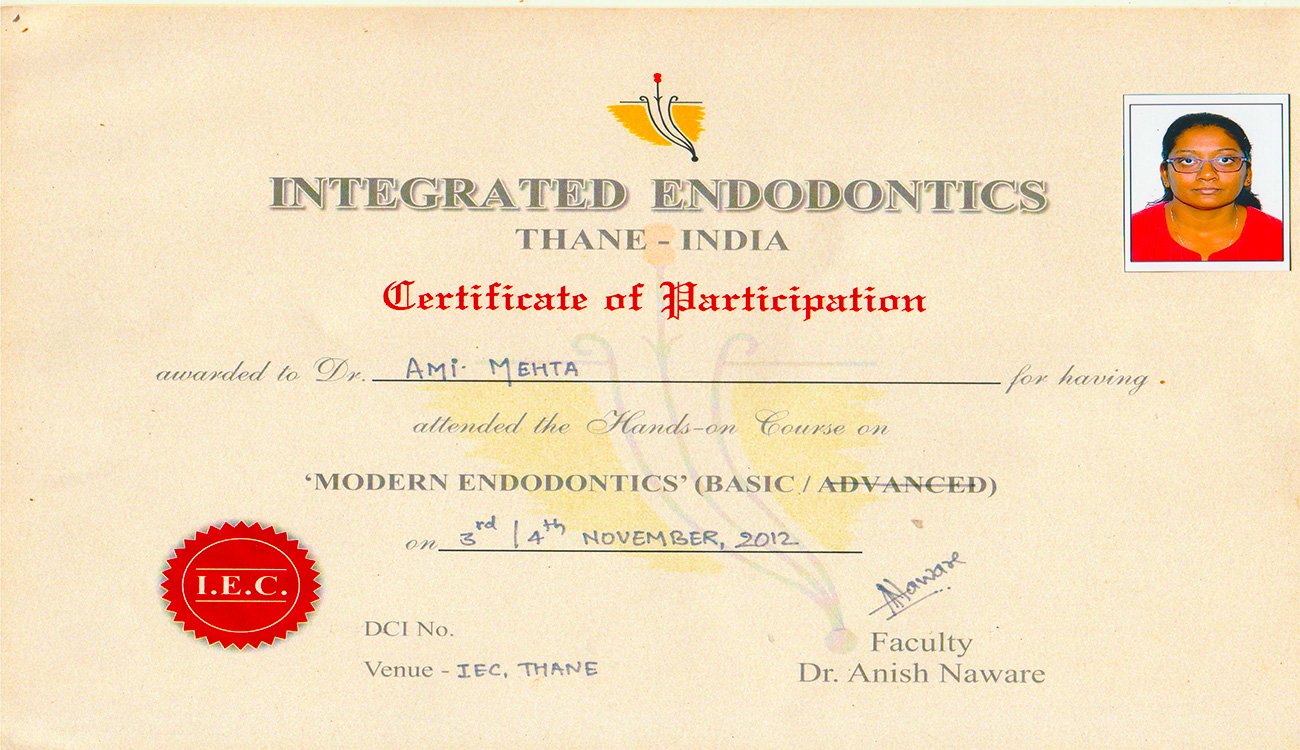 INTEGRATED ENDODONTICS
THANE - INDIA
Certificate of Participation
awarded to Dr. AMI. MEHTA for having
attended the Hands-on Course on
‘MODERN ENDODONTICS’ (BASIC / ADVANCED)
on 3rd / 4th NOVEMBER, 2012
I.E.C.
ANaware
DCI No.
Faculty
Venue - IEC, THANE
Dr. Anish Naware